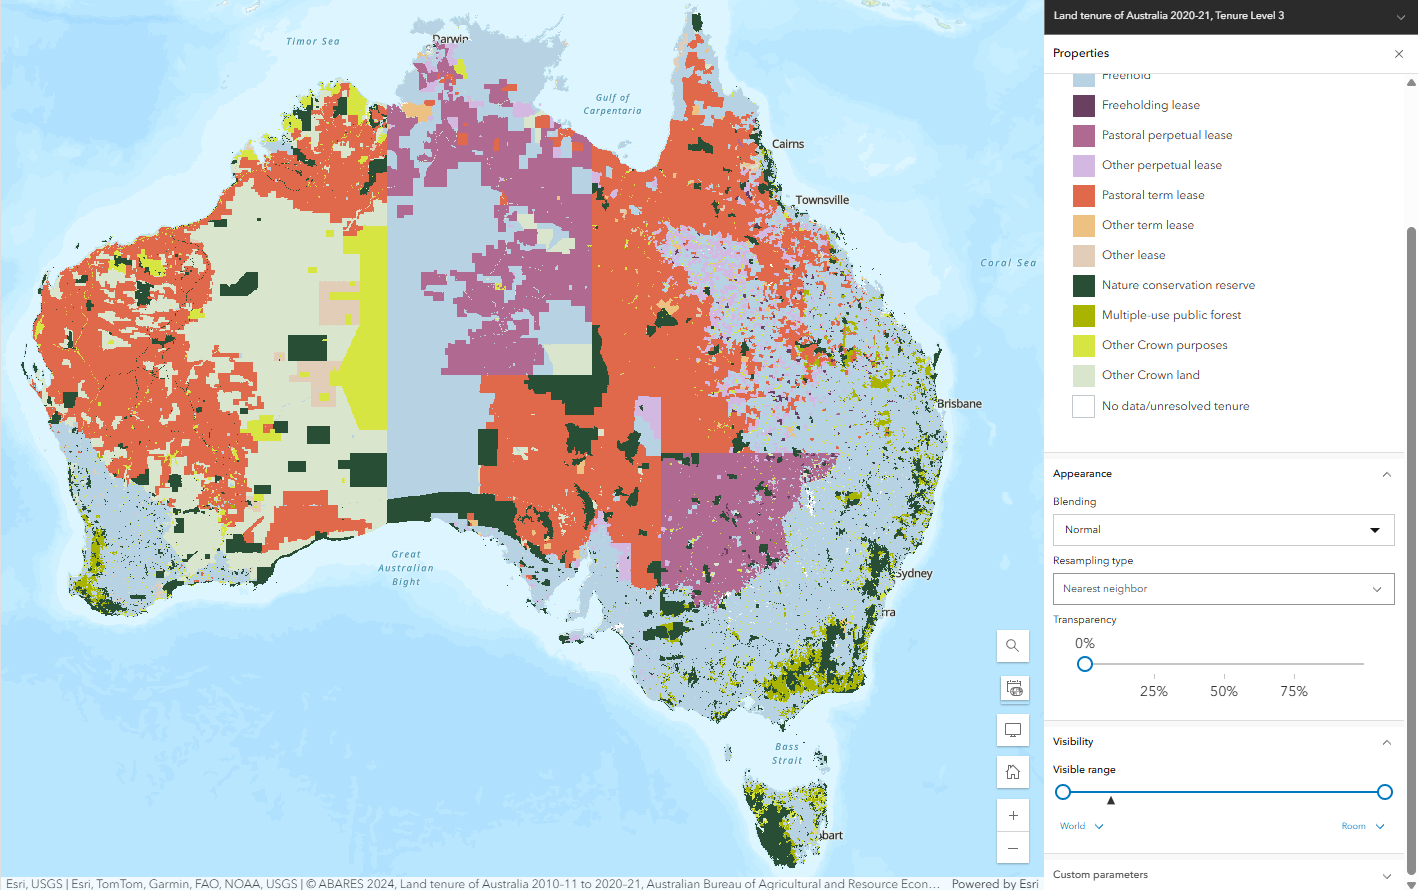 Land tenure of Australia 2020-21, Tenure Level 3
Properties
Freehold
Freeholding lease
Pastoral perpetual lease
Other perpetual lease
Pastoral term lease
Other term lease
Other lease
Nature conservation reserve
Multiple-use public forest
Other Crown purposes
Other Crown land
No data/unresolved tenure
Appearance
Blending
Normal
Resampling type
Nearest neighbor
Transparency
0%
25% 50% 75%
Visibility
Visible range
World
Room
Custom parameters
Timor Sea
Darwin
Gulf of
Carpentaria
Cairns
Townsville
Coral Sea
Brisbane
Great
Australian
Bight
Sydney
rra
Bass
Strait
bart
Esri, USGS | Esri, TomTom, Garmin, FAO, NOAA, USGS | © ABARES 2024, Land tenure of Australia 2010-11 to 2020-21, Australian Bureau of Agricultural and Resource Econ... Powered by Esri